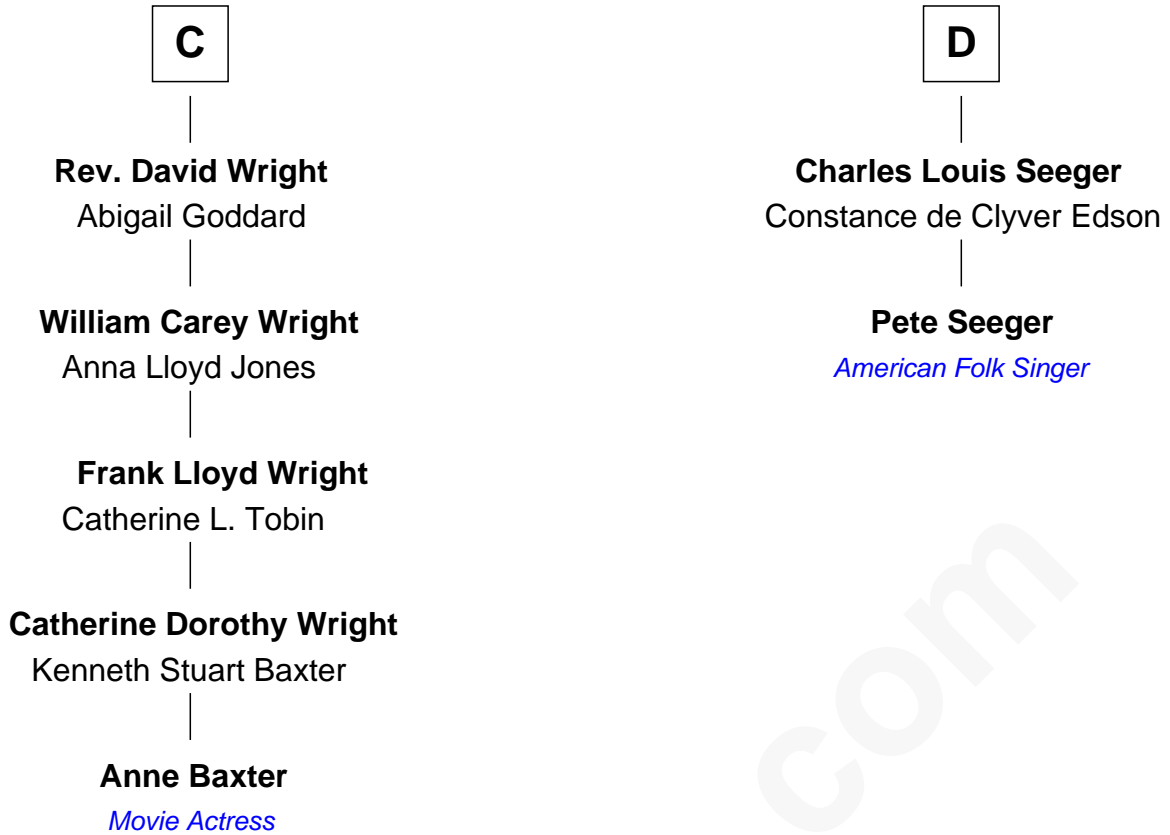 C
Rev. David Wright
Abigail Goddard
William Carey Wright
Anna Lloyd Jones
Frank Lloyd Wright
Catherine L. Tobin
Catherine Dorothy Wright
Kenneth Stuart Baxter
Anne Baxter
Movie Actress
D
Charles Louis Seeger
Constance de Clyver Edson
Pete Seeger
American Folk Singer
com